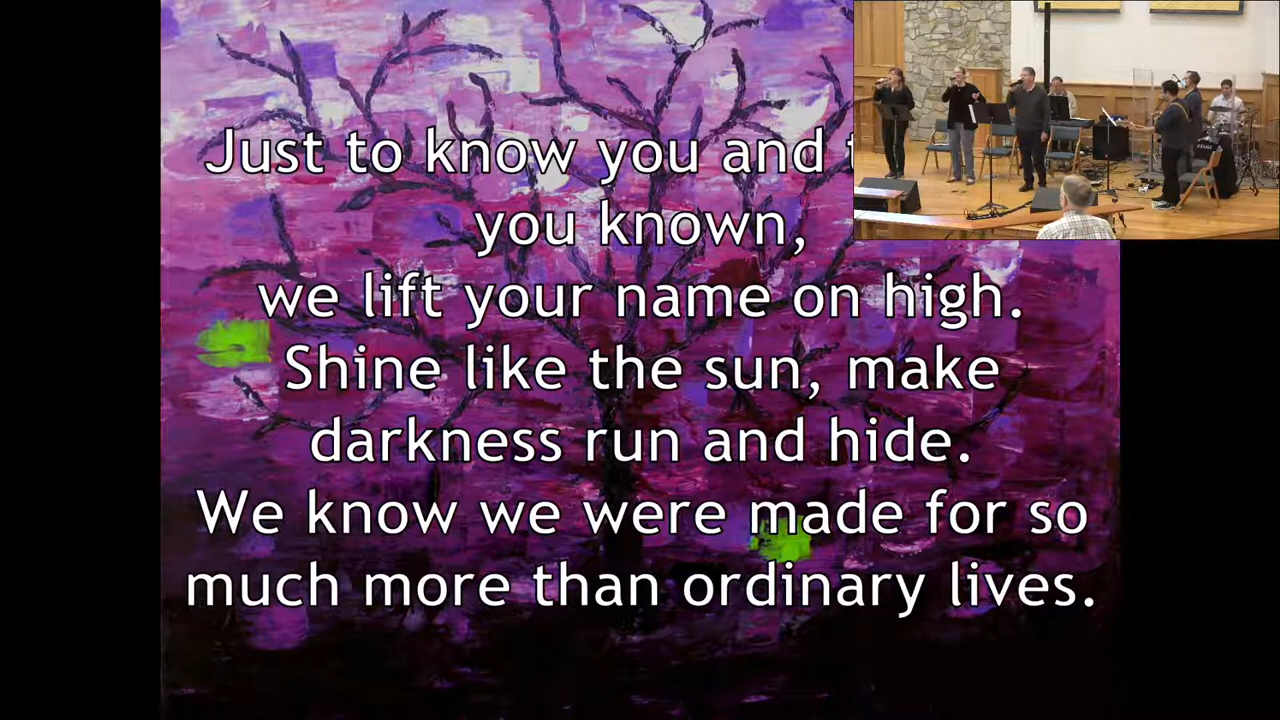 Just to know you and
you known,
we lift your name on high.
Shine like the sun, make
darkness run and hide.
We know we were made for so
much more than ordinary lives.